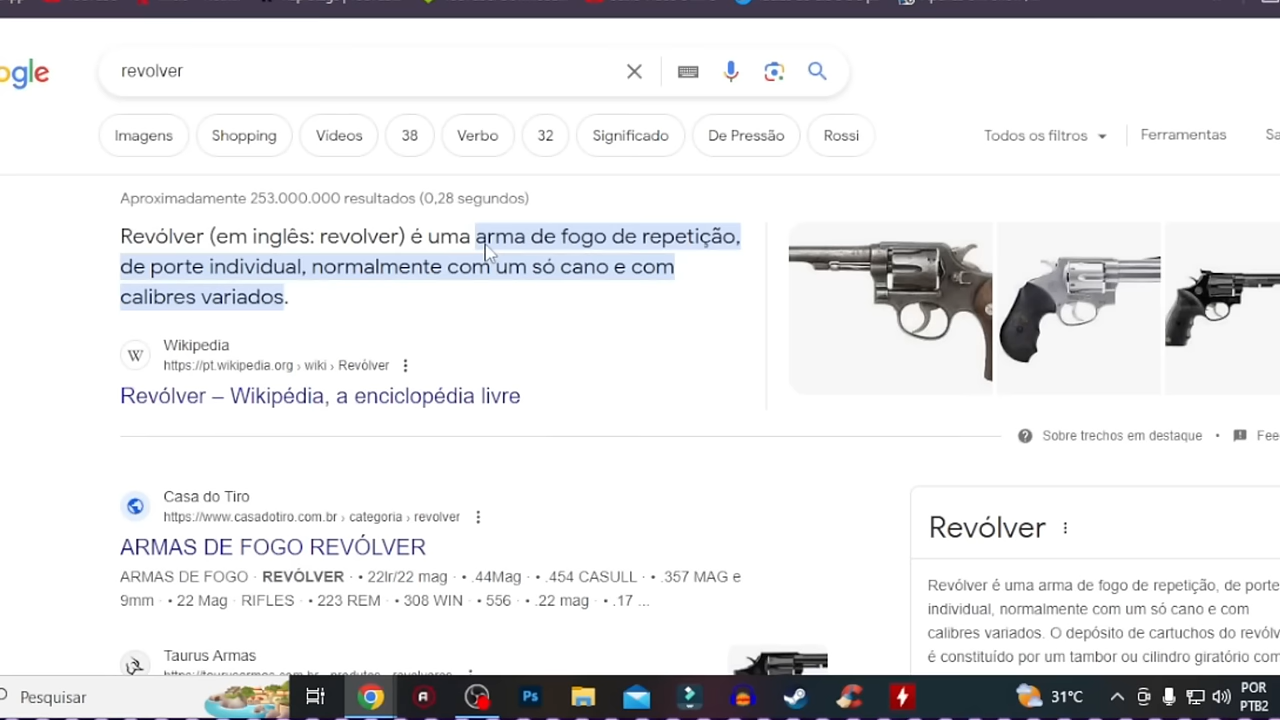 ogle
revolver
Imagens
Shopping
Vídeos
38
Verbo
32
Significado
De Pressão
Rossi
Todos os filtros
Ferramentas
Sa
Aproximadamente 253.000.000 resultados (0,28 segundos)
Revólver (em inglês: revolver) é uma arma de fogo de repetição,
de porte individual, normalmente com um só cano e com
calibres variados.
W
Wikipedia
https://pt.wikipedia.org › wiki › Revólver
Revólver – Wikipédia, a enciclopédia livre
Sobre trechos em destaque
Fee
Casa do Tiro
https://www.casadotiro.com.br › categoria › revolver
ARMAS DE FOGO REVÓLVER
ARMAS DE FOGO · REVÓLVER · • 22lr/22 mag · • .44Mag · • .454 CASULL · • .357 MAG e
9mm · • 22 Mag · RIFLES · • 223 REM · • 308 WIN · • 556 · • .22 mag · • .17 ...
Revólver
Revólver é uma arma de fogo de repetição, de porte
individual, normalmente com um só cano e com
calibres variados. O depósito de cartuchos do revólv
é constituído por um tambor ou cilindro giratório com
Taurus Armas
Pesquisar
Ps
31°C
POR
PTB2